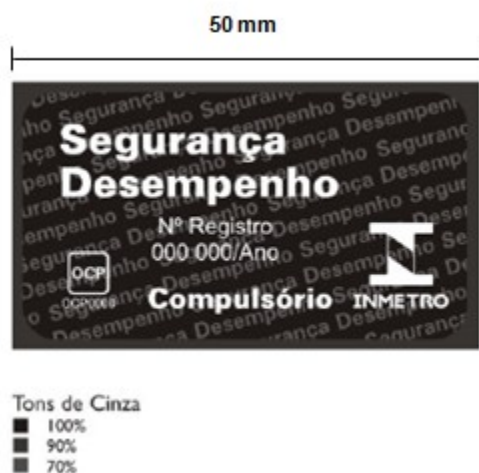 50 mm
Segurança
Desempenho
Nº Registro
000 000/Ano
OCP
Compulsório
INMETRO
Tons de Cinza
100%
90%
70%